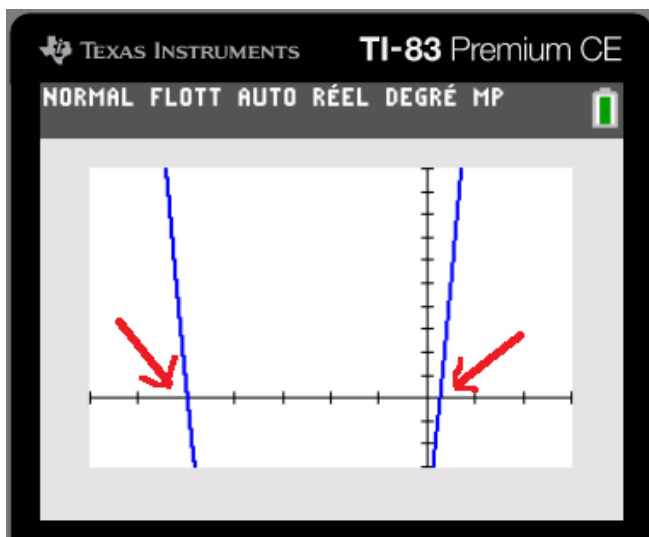 TEXAS INSTRUMENTS TI-83 Premium CE
NORMAL FLOTT AUTO RÉEL DEGRÉ MP